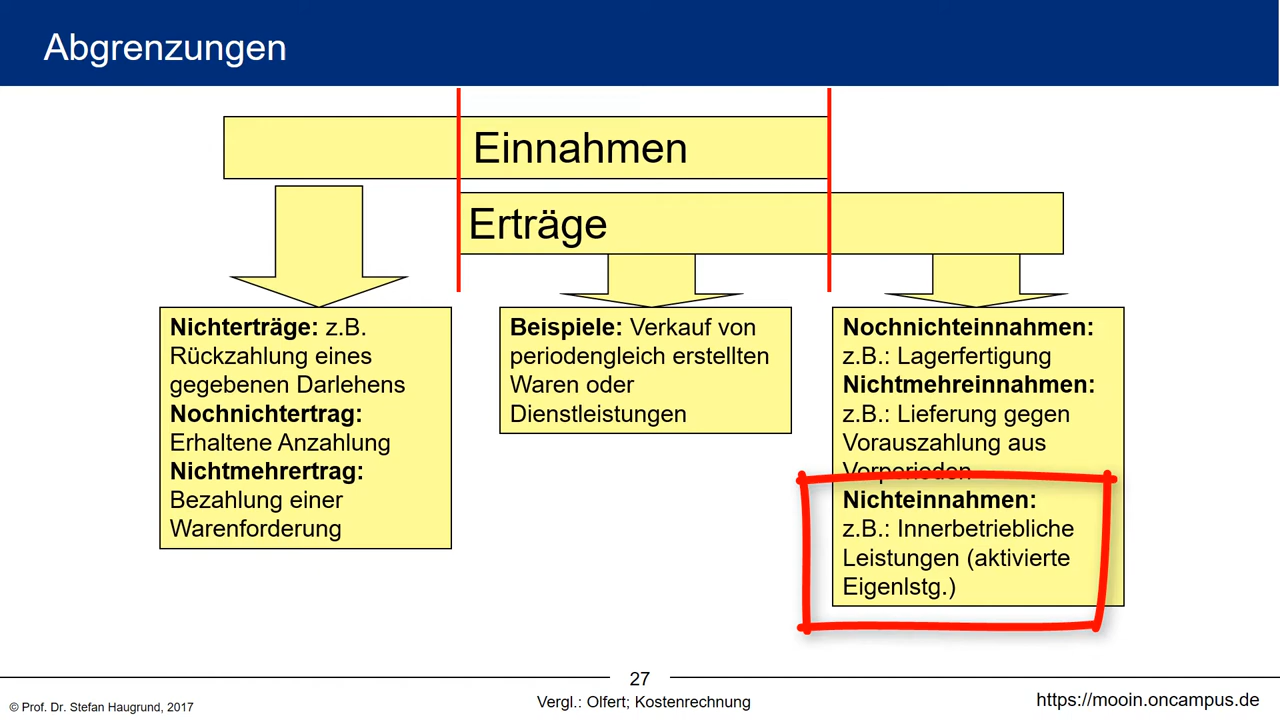 Abgrenzungen
Einnahmen
Erträge
Nichterträge: z.B.
Rückzahlung eines
gegebenen Darlehens
Nochnichtertrag:
Erhaltene Anzahlung
Nichtmehrertrag:
Bezahlung einer
Warenforderung
Beispiele: Verkauf von
periodengleich erstellten
Waren oder
Dienstleistungen
Nochnichteinnahmen:
z.B.: Lagerfertigung
Nichtmehreinnahmen:
z.B.: Lieferung gegen
Vorauszahlung aus
Vorperioden
Nichteinnahmen:
z.B.: Innerbetriebliche
Leistungen (aktivierte
Eigenlstg.)
27
© Prof. Dr. Stefan Haugrund, 2017
Vergl.: Olfert; Kostenrechnung
https://mooin.oncampus.de